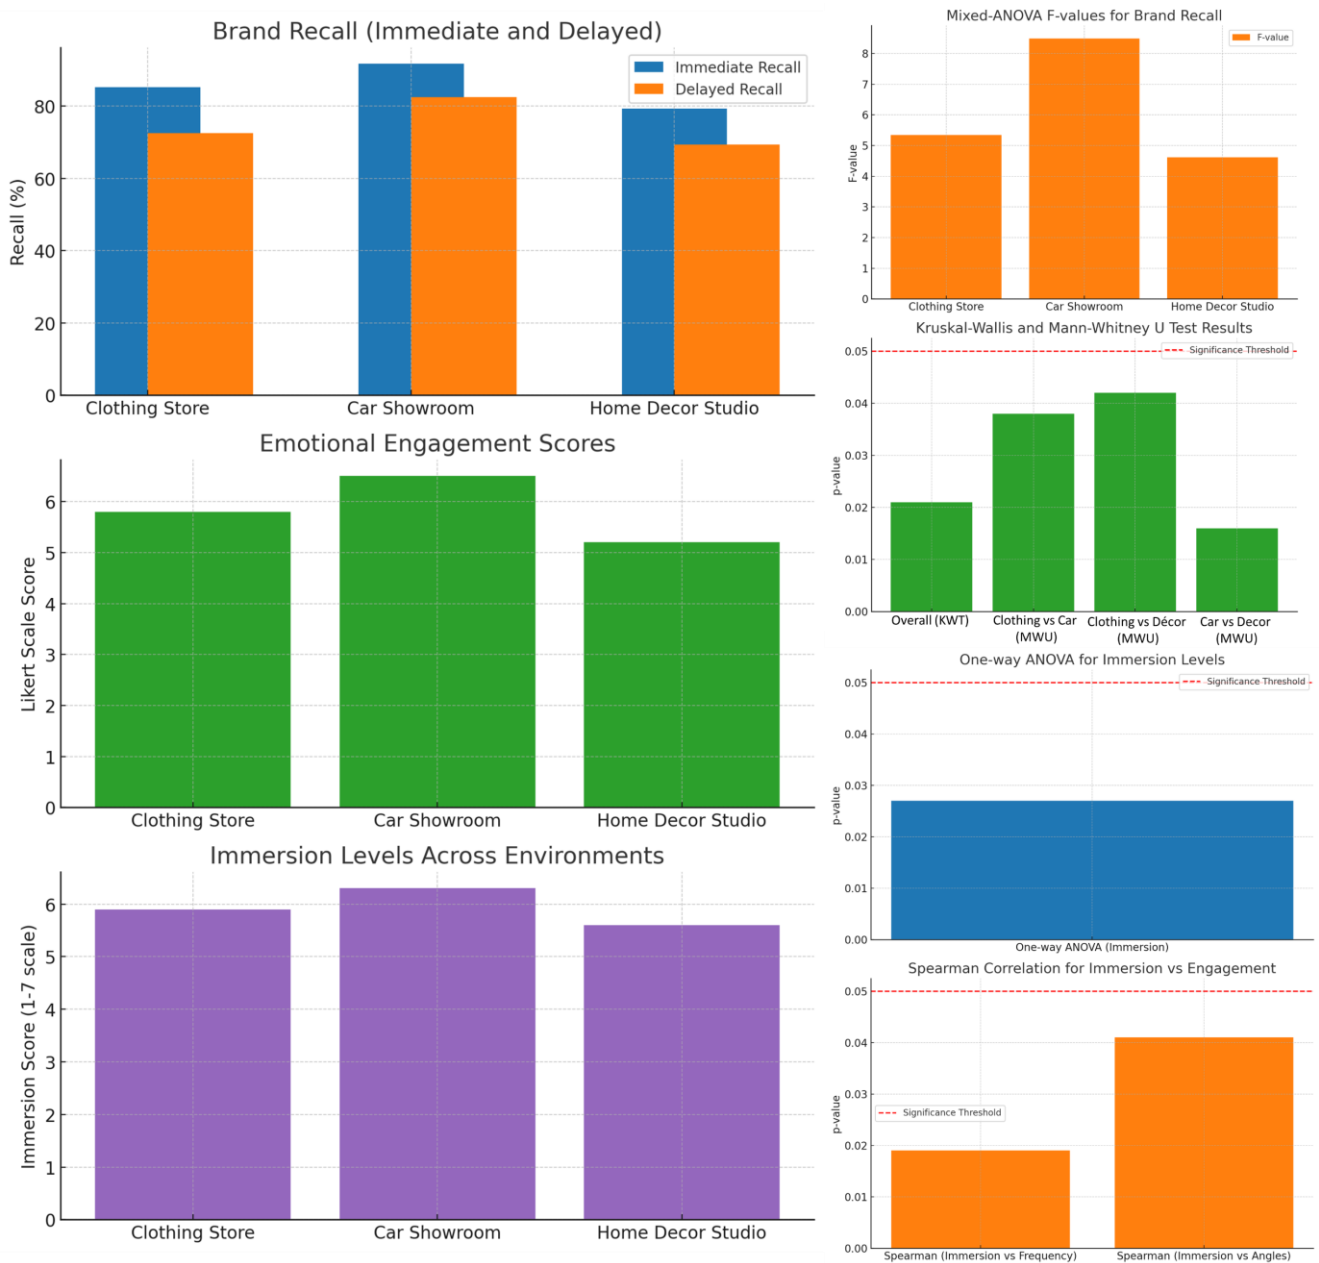 Brand Recall (Immediate and Delayed)
Immediate Recall
Delayed Recall
Recall (%)
80
60
40
20
0
Clothing Store
Car Showroom
Home Decor Studio
Emotional Engagement Scores
Likert Scale Score
6
5
4
3
2
1
0
Clothing Store
Car Showroom
Home Decor Studio
Immersion Levels Across Environments
Immersion Score (1-7 scale)
6
5
4
3
2
1
0
Clothing Store
Car Showroom
Home Decor Studio
Mixed-ANOVA F-values for Brand Recall
F-value
F-value
8
7
6
5
4
3
2
1
0
Clothing Store
Car Showroom
Home Decor Studio
Kruskal-Wallis and Mann-Whitney U Test Results
Significance Threshold
p-value
0.05
0.04
0.03
0.02
0.01
0.00
Overall (KWT)
Clothing vs Car
(MWU)
Clothing vs Décor
(MWU)
Car vs Decor
(MWU)
One-way ANOVA for Immersion Levels
Significance Threshold
p-value
0.05
0.04
0.03
0.02
0.01
0.00
One-way ANOVA (Immersion)
Spearman Correlation for Immersion vs Engagement
p-value
0.05
0.04
0.03
0.02
0.01
0.00
Significance Threshold
Spearman (Immersion vs Frequency)
Spearman (Immersion vs Angles)